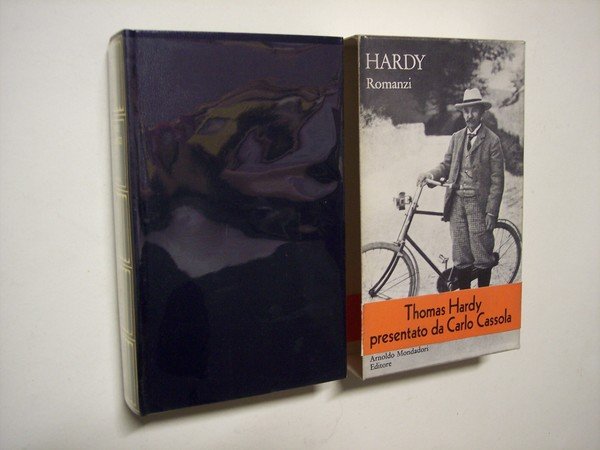 HARDY
Romanzi
Thomas Hardy
presentato da Carlo Cassola
Arnoldo Mondadori
Editore